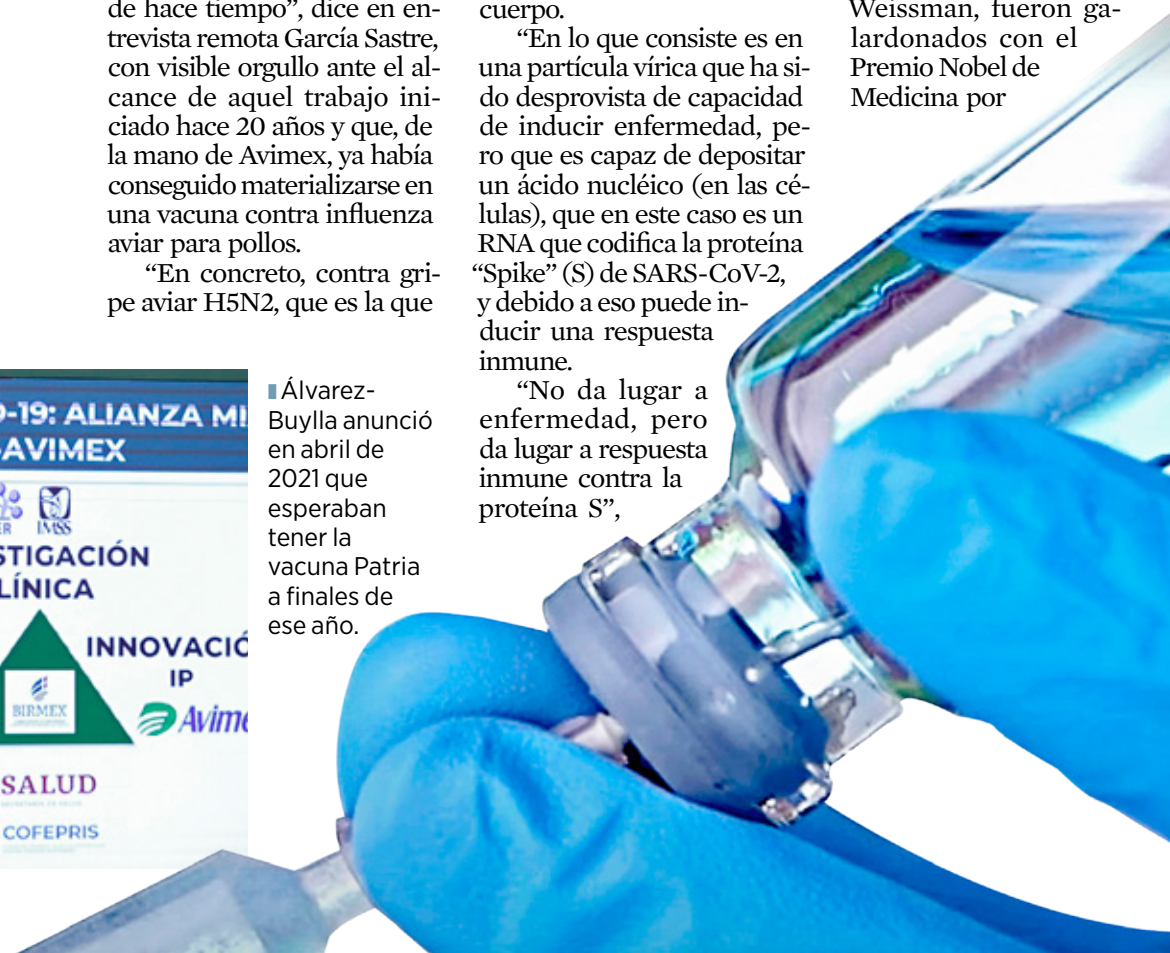 de hace tiempo”, dice en en-
trevista remota García Sastre,
con visible orgullo ante el al-
cance de aquel trabajo ini-
ciado hace 20 años y que, de
la mano de Avimex, ya había
conseguido materializarse en
una vacuna contra influenza
aviar para pollos.
“En concreto, contra gri-
pe aviar H5N2, que es la que
cuerpo.
“En lo que consiste es en
una partícula vírica que ha si-
do desprovista de capacidad
de inducir enfermedad, pe-
ro que es capaz de depositar
un ácido nucléico (en las cé-
lulas), que en este caso es un
RNA que codifica la proteína
“Spike” (S) de SARS-CoV-2,
y debido a eso puede in-
ducir una respuesta
inmune.
“No da lugar a
enfermedad, pero
da lugar a respuesta
inmune contra la
proteína S”,
Weissman, fueron ga-
lardonados con el
Premio Nobel de
Medicina por
Álvarez-
Buylla anunció
en abril de
2021 que
esperaban
tener la
vacuna Patria
a finales de
ese año.
-19: ALIANZA MI
-AVIMEX
ER
IMSS
STIGACIÓN
LÍNICA
INNOVACIÓ
IP
BIRMEX
Avime
SALUD
COFEPRIS